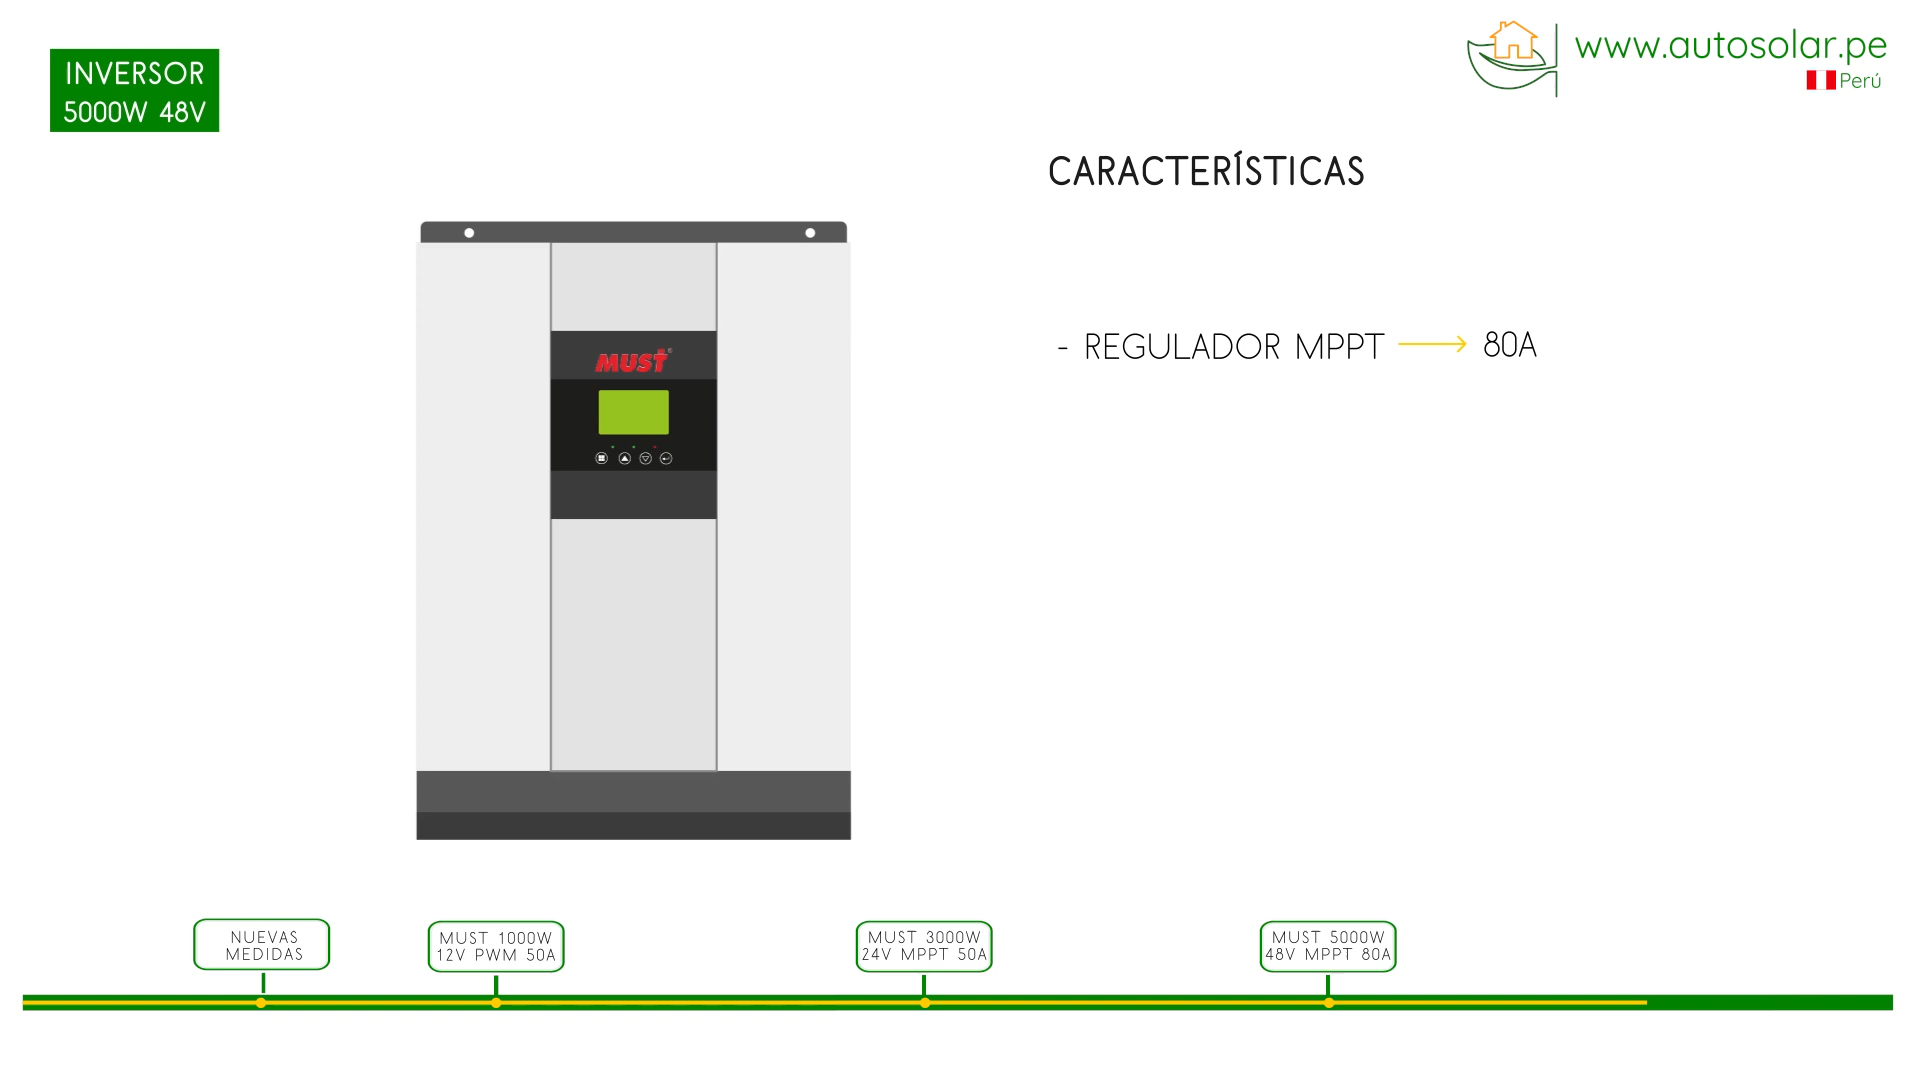 INVERSOR
5000W 48V
www.autosolar.pe
Perú
CARACTERÍSTICAS
- REGULADOR MPPT → 80A
MUST®
NUEVAS
MEDIDAS
MUST 1000W
12V PWM 50A
MUST 3000W
24V MPPT 50A
MUST 5000W
48V MPPT 80A